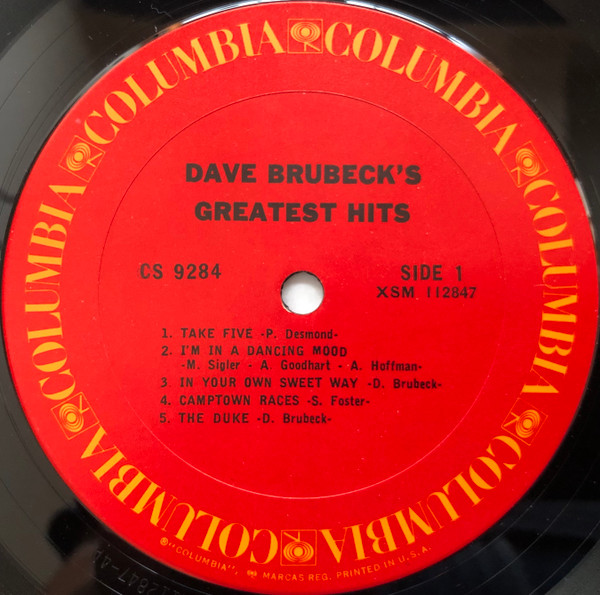 COLUMBIA COLUMBIA COLUMBIA COLUMBIA COLUMBIA COLUMBIA COLUMBIA COLUMBIA
DAVE BRUBECK'S
GREATEST HITS
CS 9284
SIDE 1
XSM 112847
1. TAKE FIVE -P. Desmond-
2. I'M IN A DANCING MOOD
-M. Sigler - A. Goodhart - A. Hoffman-
3. IN YOUR OWN SWEET WAY -D. Brubeck-
4. CAMPTOWN RACES -S. Foster-
5. THE DUKE -D. Brubeck-
®"COLUMBIA", MARCAS REG. PRINTED IN U.S.A.